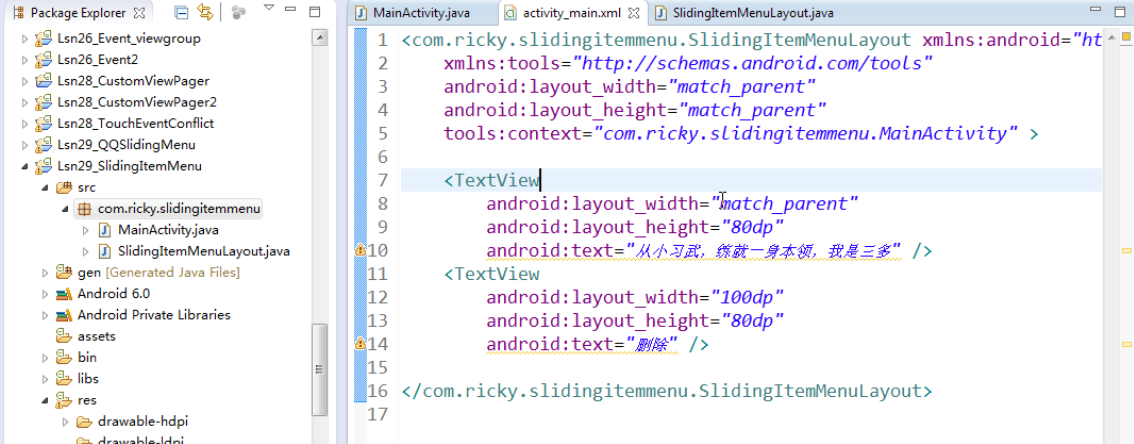 Package Explorer
Lsn26_Event_viewgroup
Lsn26_Event2
Lsn28_CustomViewPager
Lsn28_CustomViewPager2
Lsn28_TouchEventConflict
Lsn29_QQSlidingMenu
Lsn29_SlidingItemMenu
src
com.ricky.slidingitemmenu
MainActivity.java
SlidingItemMenuLayout.java
gen [Generated Java Files]
Android 6.0
Android Private Libraries
assets
bin
libs
res
drawable-hdpi
drawable-ldpi
MainActivity.java activity_main.xml SlidingItemMenuLayout.java
1 <com.ricky.slidingitemmenu.SlidingItemMenuLayout xmlns:android="ht
2 xmlns:tools="http://schemas.android.com/tools"
3 android:layout_width="match_parent"
4 android:layout_height="match_parent"
5 tools:context="com.ricky.slidingitemmenu.MainActivity" >
6
7 <TextView
8 android:layout_width="match_parent"
9 android:layout_height="80dp"
10 android:text="从小习武，练就一身本领，我是三多" />
11 <TextView
12 android:layout_width="100dp"
13 android:layout_height="80dp"
14 android:text="删除" />
15
16 </com.ricky.slidingitemmenu.SlidingItemMenuLayout>
17